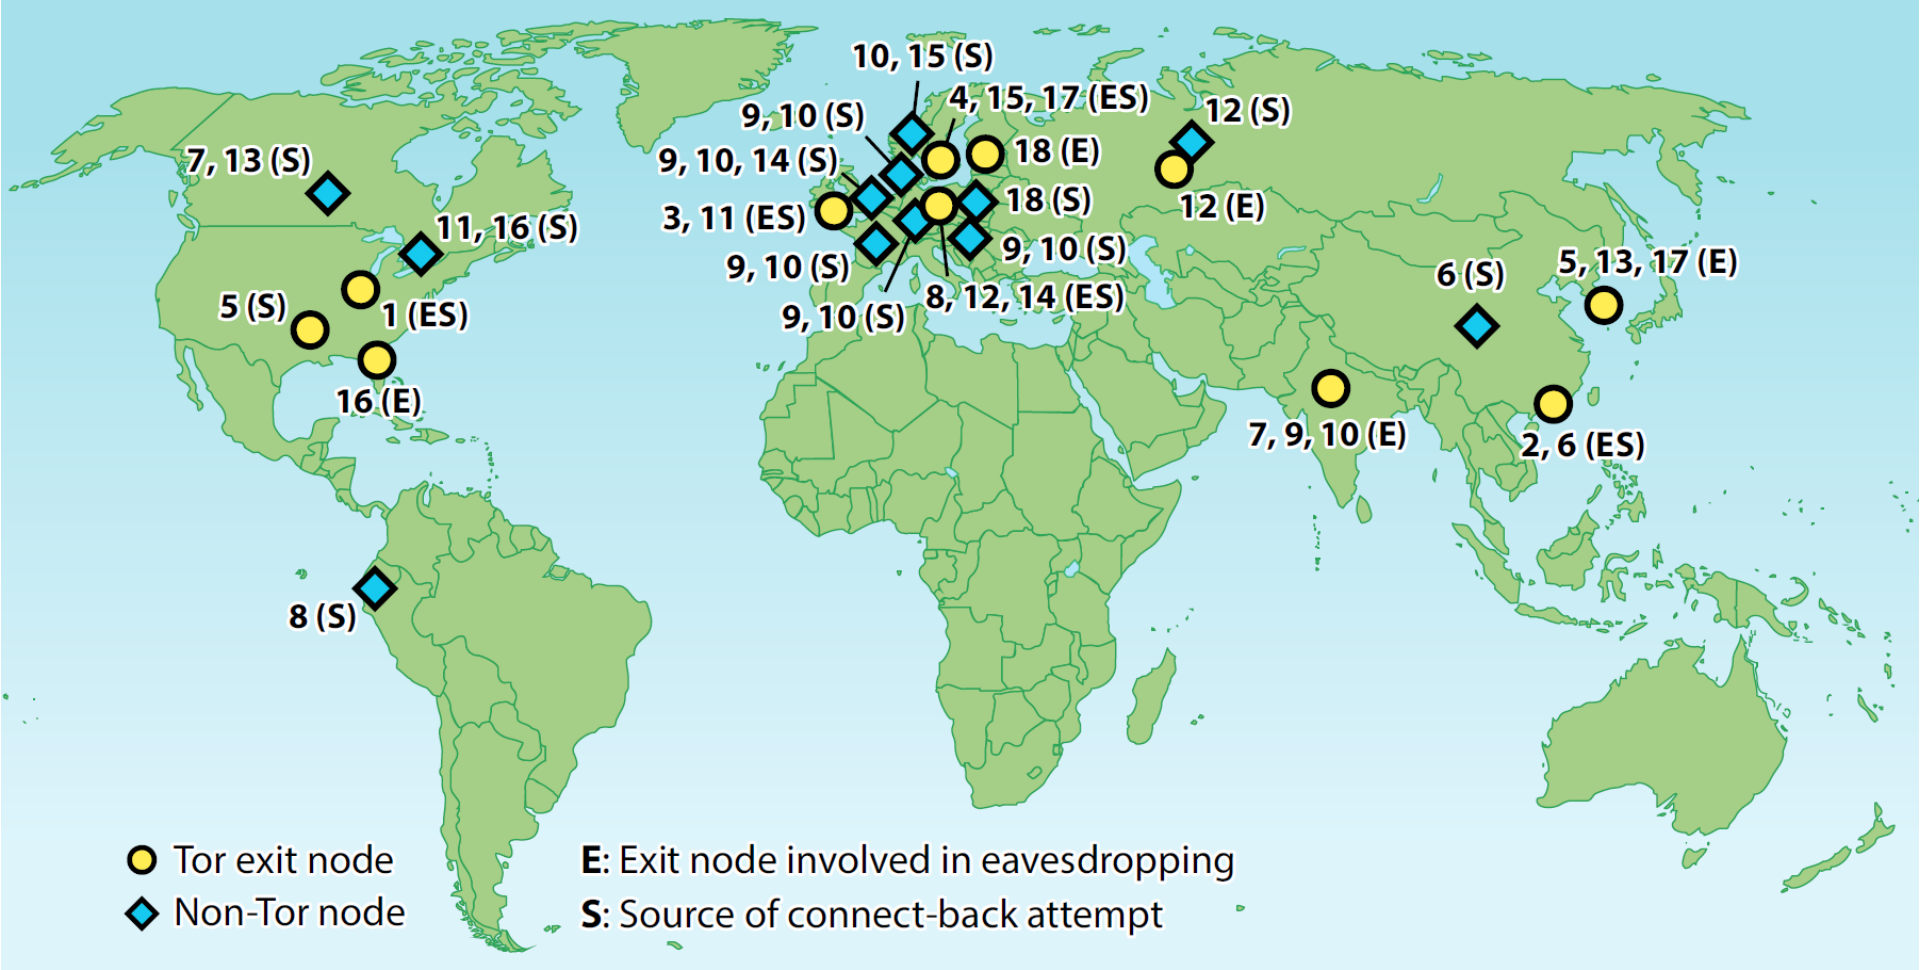 10, 15 (S)
4, 15, 17 (ES)
9, 10 (S)
12 (S)
7, 13 (S)
9, 10, 14 (S)
18 (E)
3, 11 (ES)
18 (S)
12 (E)
11, 16 (S)
9, 10 (S)
9, 10 (S)
6 (S)
5, 13, 17 (E)
5 (S)
1 (ES)
9, 10 (S)
8, 12, 14 (ES)
16 (E)
7, 9, 10 (E)
2, 6 (ES)
8 (S)
Tor exit node
E: Exit node involved in eavesdropping
Non-Tor node
S: Source of connect-back attempt